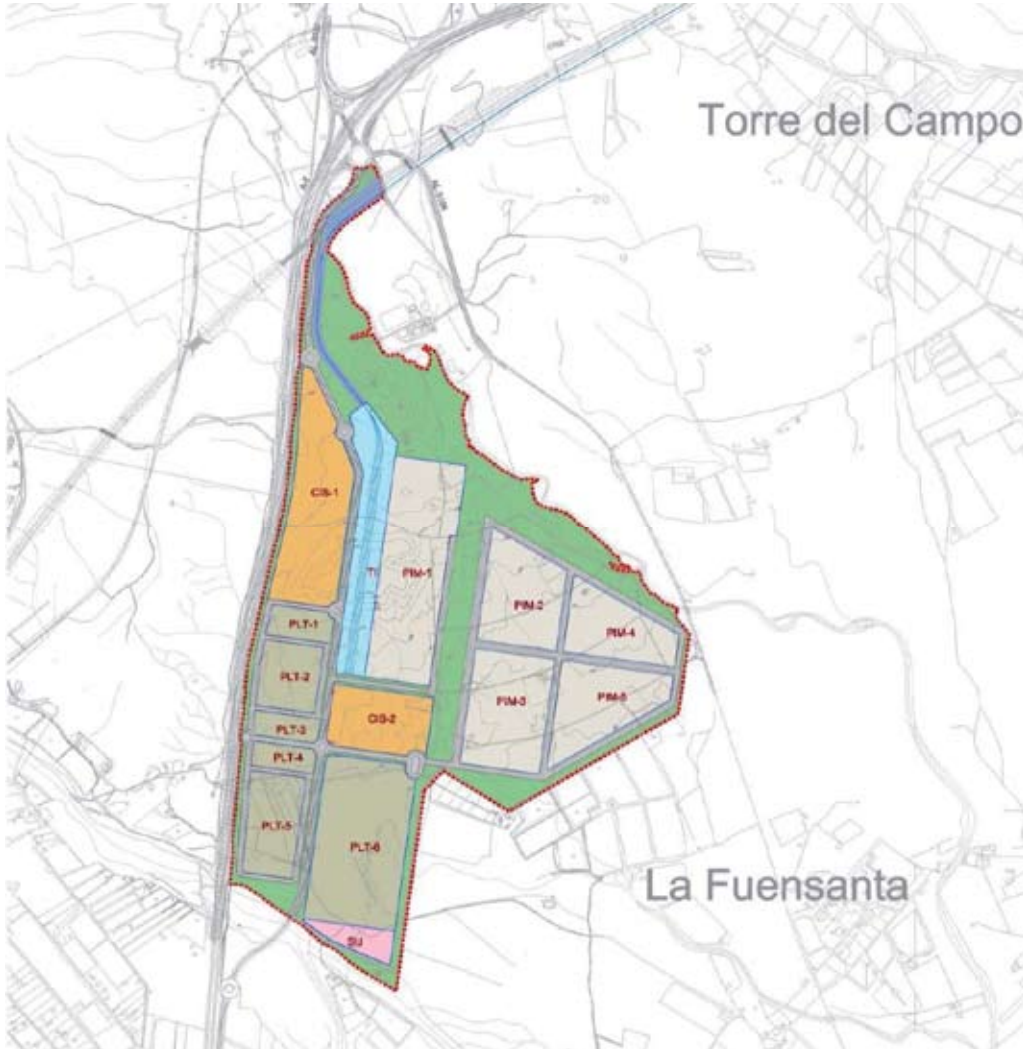 Torre del Campo
CIS-1
TI
PIM-1
PIM-2
PLT-1
PIM-4
PLT-2
PIM-3
PIM-5
CIS-2
PLT-3
PLT-4
PLT-5
PLT-6
La Fuensanta
SU